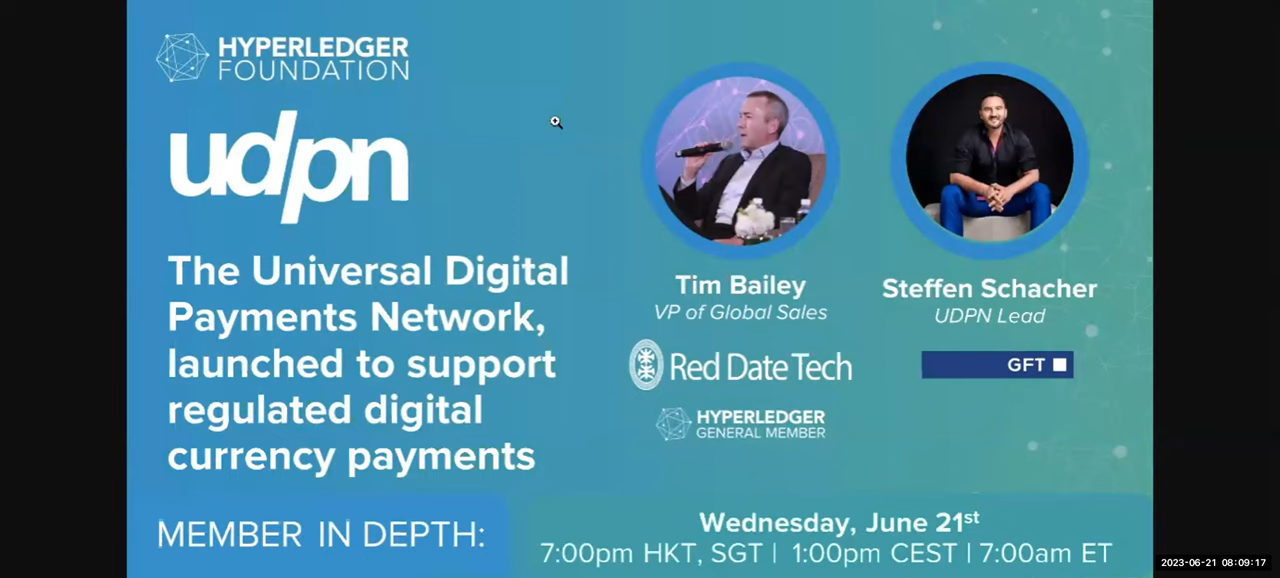 HYPERLEDGER
FOUNDATION
udpn
The Universal Digital
Payments Network,
launched to support
regulated digital
currency payments
Tim Bailey
VP of Global Sales
Red Date Tech
HYPERLEDGER
GENERAL MEMBER
Steffen Schacher
UDPN Lead
GFT
MEMBER IN DEPTH:
Wednesday, June 21st
7:00pm HKT, SGT | 1:00pm CEST | 7:00am ET
2023-06-21 08:09:17